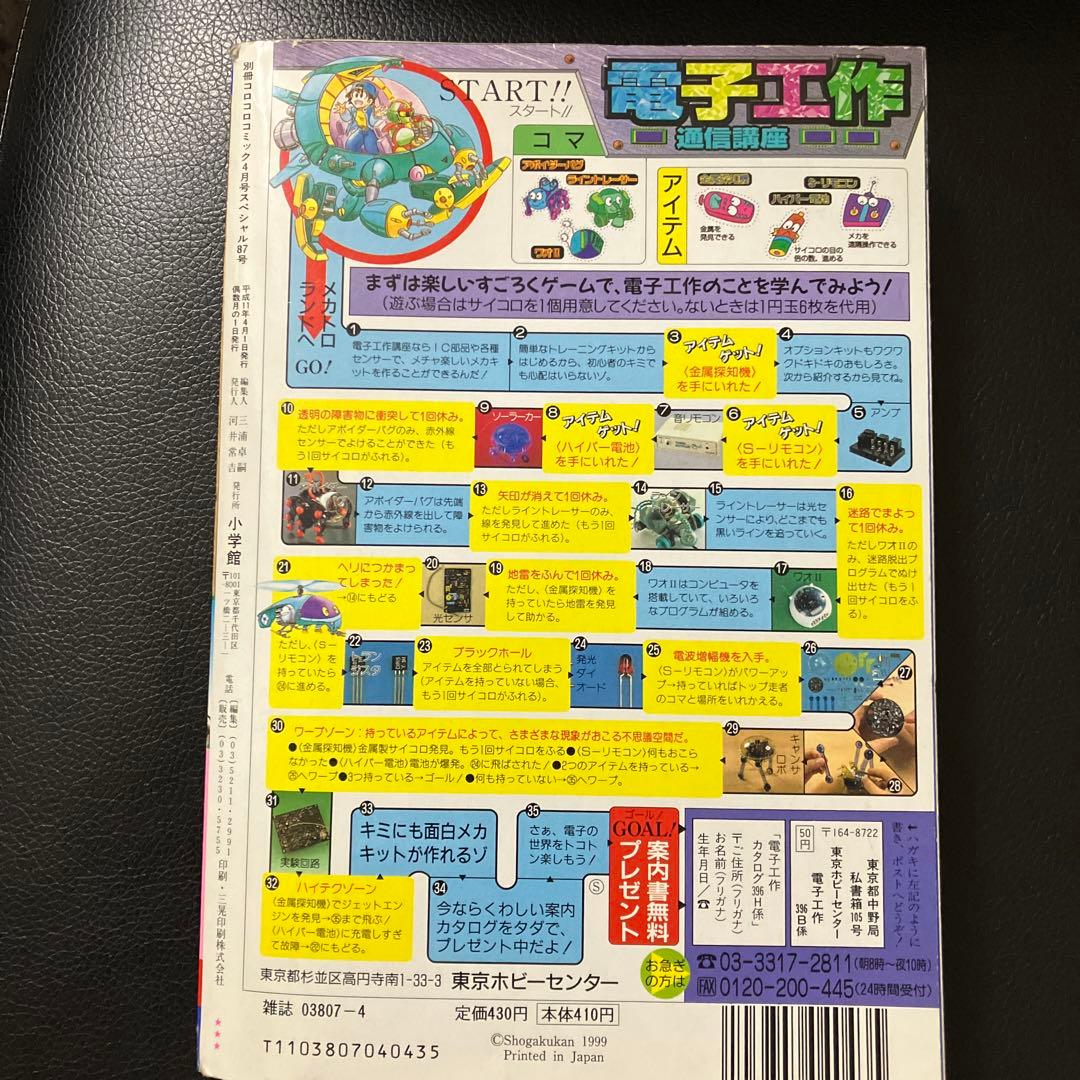 別冊コロコロコミック4月号スペシャル87号
平成11年4月1日発行
偶数月の1日発行
編集人 三浦卓嗣
発行人 河井常吉
発行所 小学館
〒101-8001 東京都千代田区一ツ橋二ー三ー一
電話
〔編集〕(03)5211・2991
〔販売〕(03)3230・5755
印刷・三晃印刷株式会社
★★★
START!!
スタート!!
電子工作
通信講座
コマ
アボイダーバグ
ライントレーサー
ワオⅡ
アイテム
金属探知機
金属を
発見できる
ハイパー電池
サイコロの目の
倍の数。進める
S-リモコン
メカを
遠隔操作できる
メカトロ
ランドへ
GO!
まずは楽しいすごろくゲームで、電子工作のことを学んでみよう!
(遊ぶ場合はサイコロを1個用意してください。ないときは1円玉6枚を代用)
1
電子工作講座ならIC部品や各種
センサーで、メチャ楽しいメカキ
ットを作ることができるんだ!
2
簡単なトレーニングキットから
はじめるから、初心者のキミで
も心配はいらないゾ。
3
アイテム
ゲット!
〈金属探知機〉
を手にいれた!
4
オプションキットもワクワ
クドキドキのおもしろさ。
次から紹介するから見てね。
5
アンプ
6
アイテム
ゲット!
〈S-リモコン〉
を手にいれた!
7
音リモコン
8
アイテム
ゲット!
〈ハイパー電池〉
を手にいれた!
9
ソーラーカー
10
透明の障害物に衝突して1回休み。
ただしアボイダーバグのみ、赤外線
センサーでよけることができた(も
う1回サイコロがふれる)。
11
12
アボイダーバグは先端
から赤外線を出して障
害物をよけられる。
13
矢印が消えて1回休み。
ただしライントレーサーのみ、
線を発見して進めた(もう1回
サイコロがふれる)。
14
15
ライントレーサーは光セ
ンサーにより、どこまでも
黒いラインを追っていく。
16
迷路でまよっ
て1回休み。
ただしワオⅡの
み、迷路脱出プ
ログラムでぬけ
出せた(もう1
回サイコロをふ
る)。
17
ワオⅡ
18
ワオⅡはコンピュータを
搭載していて、いろいろ
なプログラムが組める。
19
地雷をふんで1回休み。
ただし、〈金属探知機〉を
持っていたら地雷を発見
して助かる。
20
光センサ
21
ヘリにつかまっ
てしまった!
→⑭にもどる
ただし、〈S-
リモコン〉を
持っていたら
㉔に進める。
22
トラン
ジスタ
23
ブラックホール
アイテムを全部とられてしまう
(アイテムを持っていない場合、
もう1回サイコロがふれる)。
24
発光
ダイ
オード
25
電波増幅機を入手。
〈S-リモコン〉がパワーアッ
プ→持っていればトップ走者
のコマと場所をいれかえる。
26
27
28
29
キャンサ
ロボ
30
ワープゾーン:持っているアイテムによって、さまざまな現象がおこる不思議空間だ。
●〈金属探知機〉金属製サイコロ発見。もう1回サイコロをふる●〈S-リモコン〉何もおこら
なかった●〈ハイパー電池〉電池が爆発。㉔に飛ばされた!●2つのアイテムを持っている→
㉕へワープ●3つ持っている→ゴール!●何も持っていない→㉟へワープ。
31
実験回路
32
ハイテクゾーン
〈金属探知機〉でジェットエン
ジンを発見→㉟まで飛ぶ!
〈ハイパー電池〉に充電しすぎ
て故障→㉒にもどる。
33
キミにも面白メカ
キットが作れるゾ
34
今ならくわしい案内
カタログをタダで、
プレゼント中だよ!
35
さぁ、電子の
世界をトコト
ン楽しもう!
Ⓢ
ゴール!
GOAL!
案内書無料
プレゼント
←ハガキに左記のように
書き、ポストへどうぞ!
50円
〒164-8722
東京都中野局
私書箱105号
東京ホビーセンター
電子工作
396B係
「電子工作
カタログ396H係」
〒ご住所(フリガナ)
お名前(フリガナ)
生年月日/☎
お急ぎ
の方は
☎03-3317-2811(朝8時~夜10時)
FAX 0120-200-445(24時間受付)
東京都杉並区高円寺南1-33-3 東京ホビーセンター
雑誌 03807-4
定価430円 本体410円
T1103807040435
©Shogakukan 1999
Printed in Japan